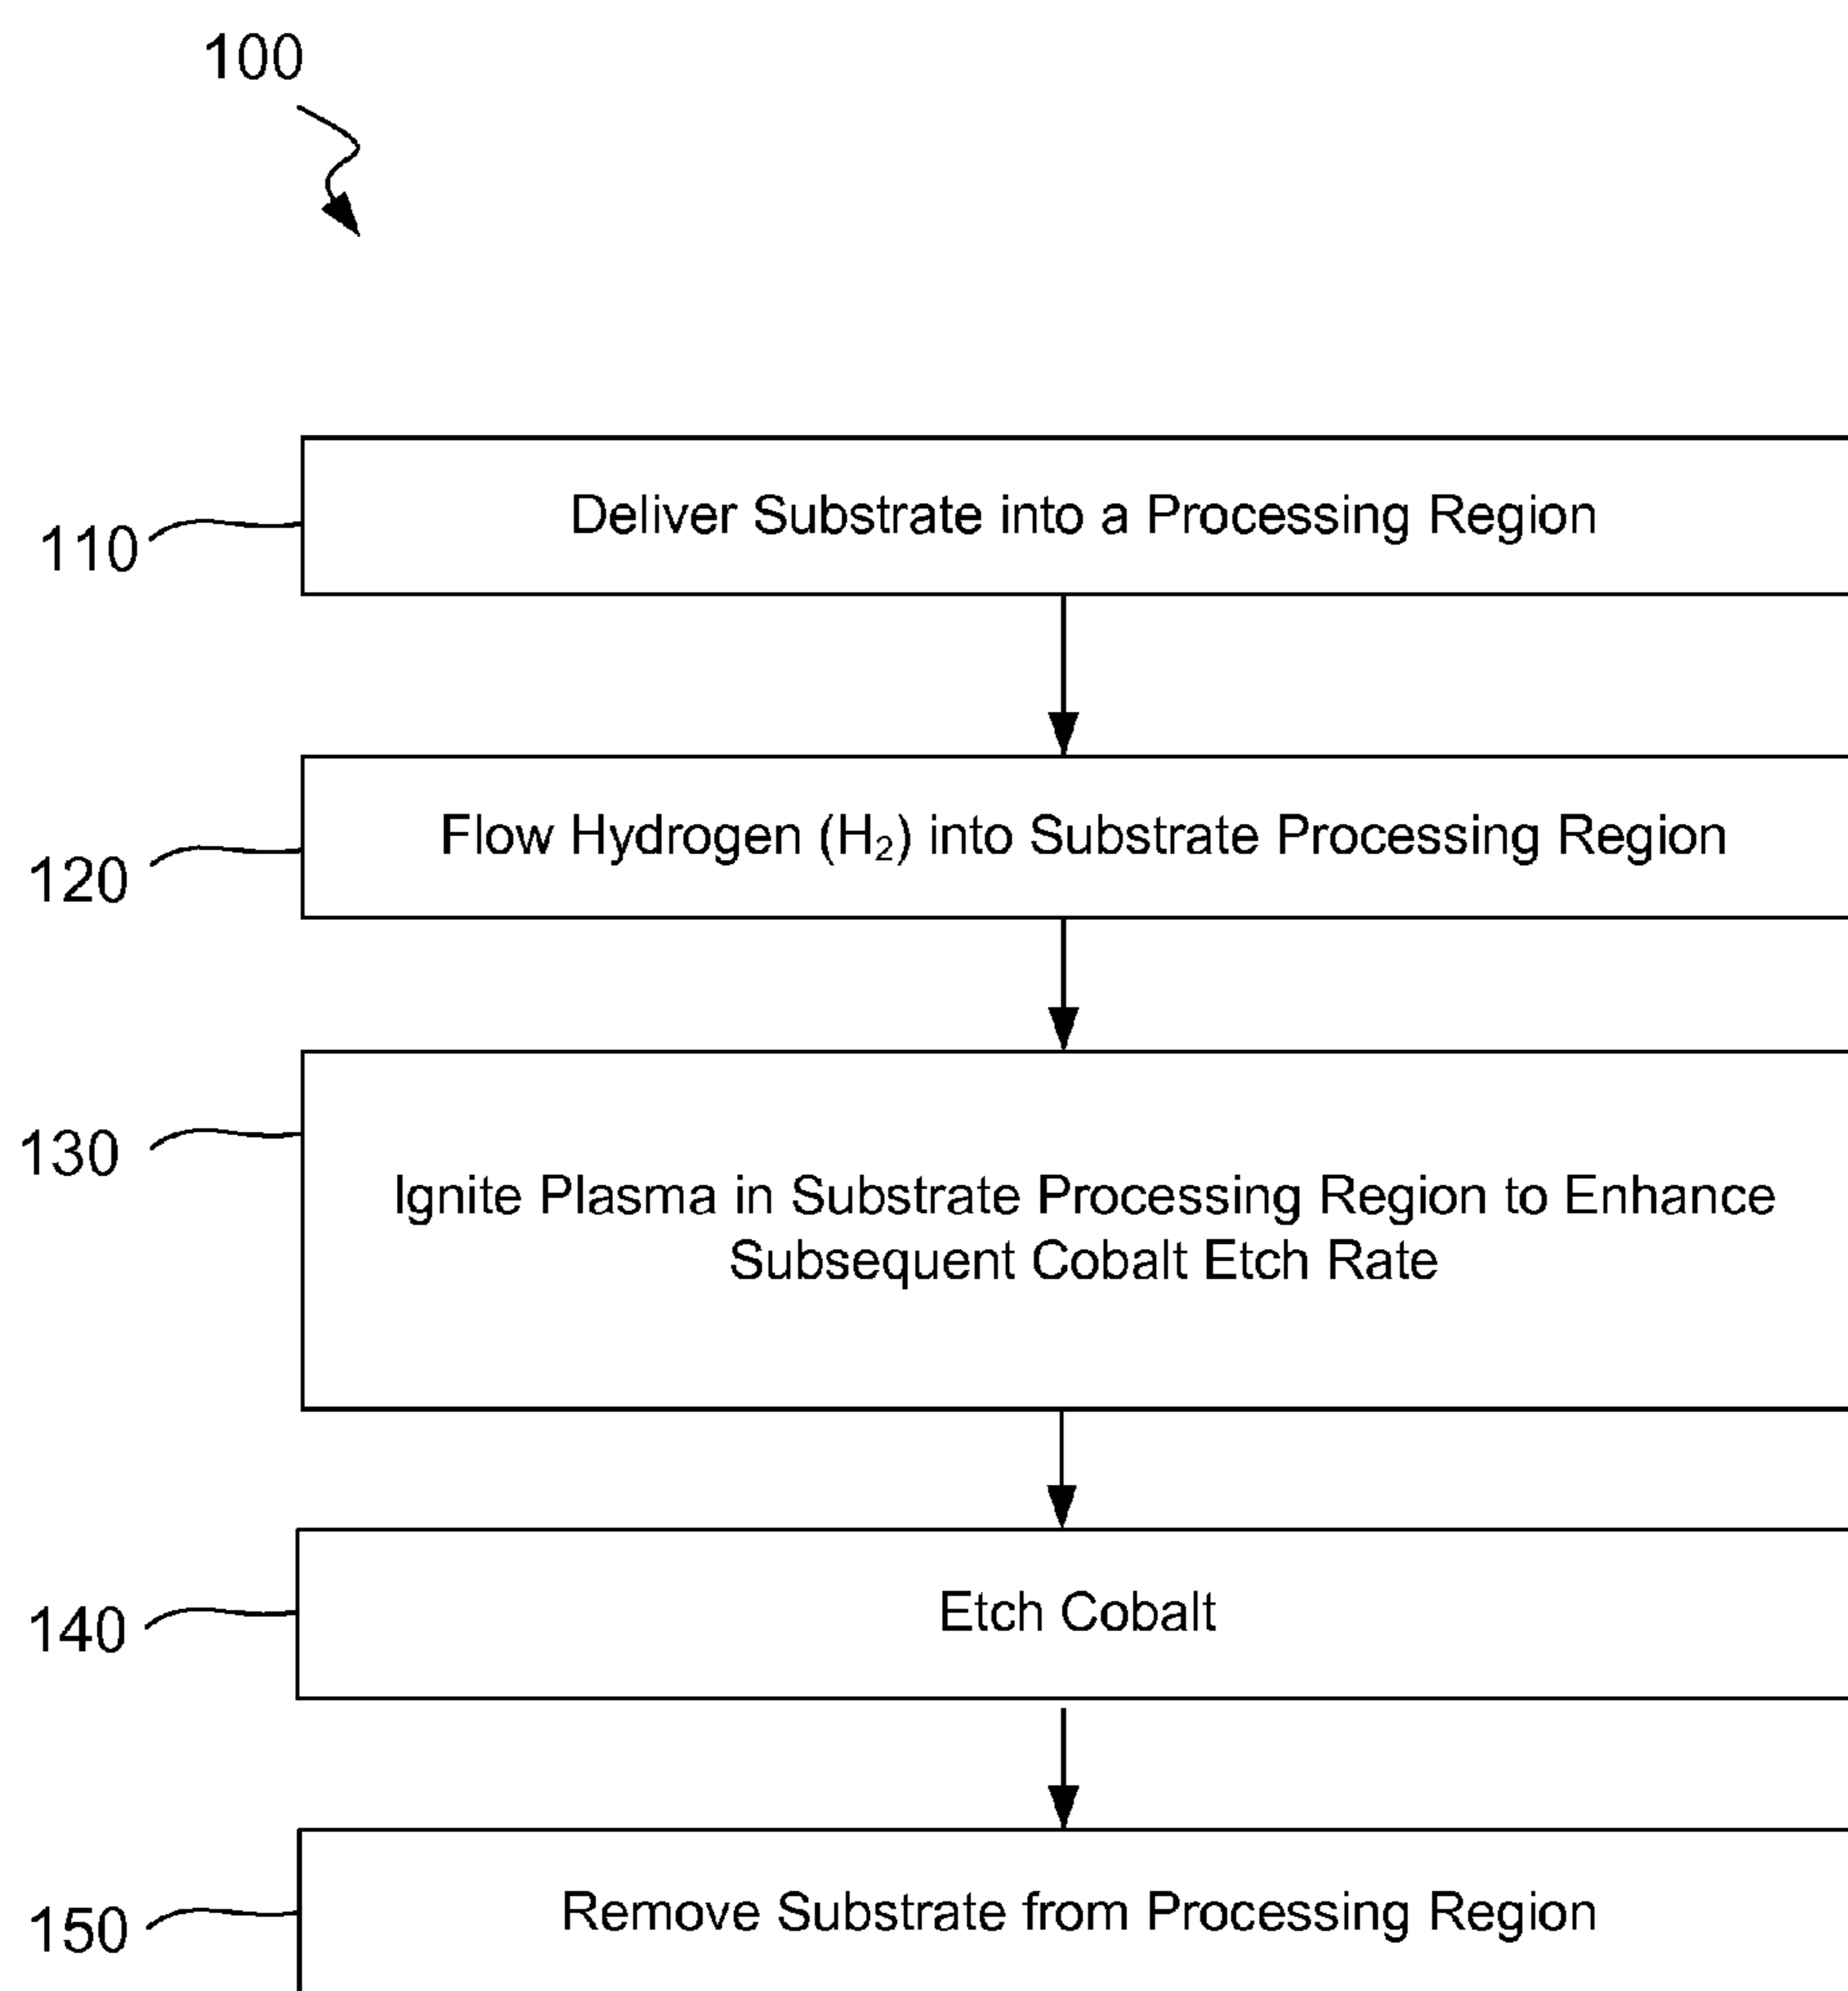 100
110
Deliver Substrate into a Processing Region
120
Flow Hydrogen (H₂) into Substrate Processing Region
130
Ignite Plasma in Substrate Processing Region to Enhance
Subsequent Cobalt Etch Rate
140
Etch Cobalt
150
Remove Substrate from Processing Region